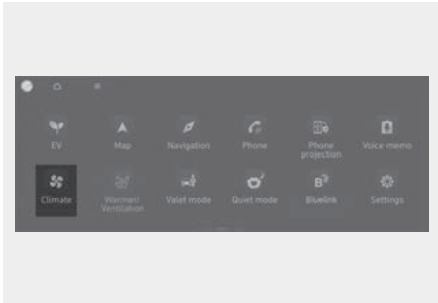 EV
Map
Navigation
Phone
Phone
projection
Voice memo
Climate
Warmer/
Ventilation
Valet mode
Quiet mode
Bluelink
Settings